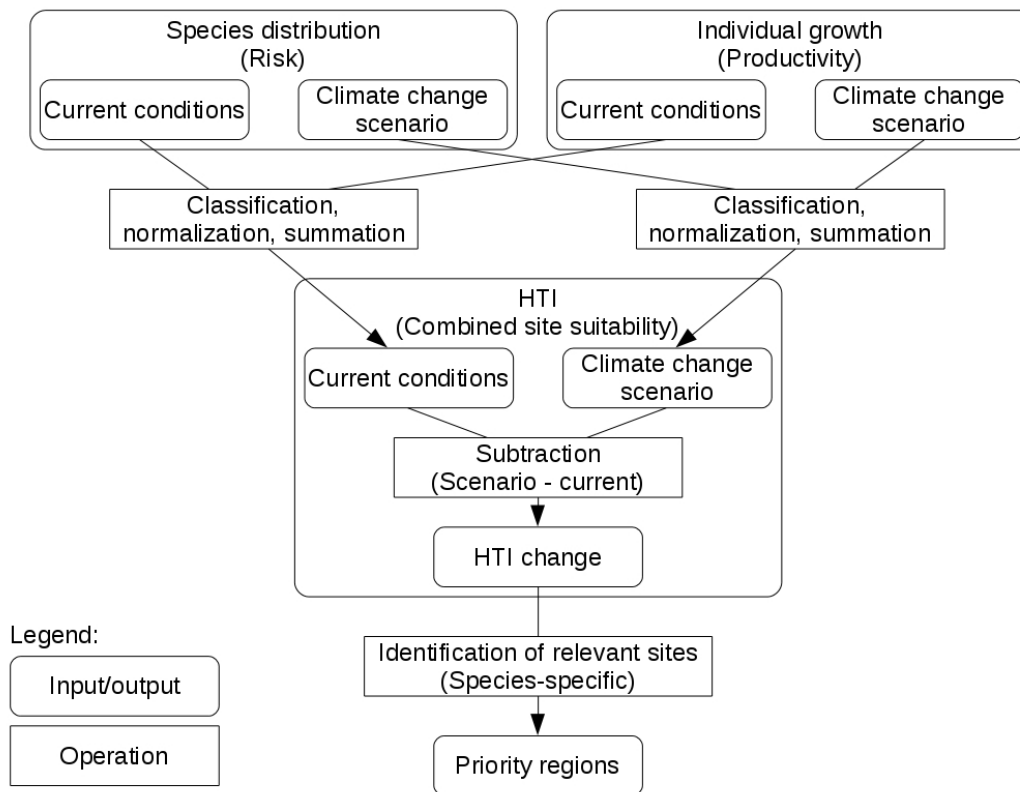 Species distribution
(Risk)
Current conditions
Climate change
scenario
Individual growth
(Productivity)
Current conditions
Climate change
scenario
Classification,
normalization, summation
Classification,
normalization, summation
HTI
(Combined site suitability)
Current conditions
Climate change
scenario
Subtraction
(Scenario - current)
HTI change
Identification of relevant sites
(Species-specific)
Priority regions
Legend:
Input/output
Operation